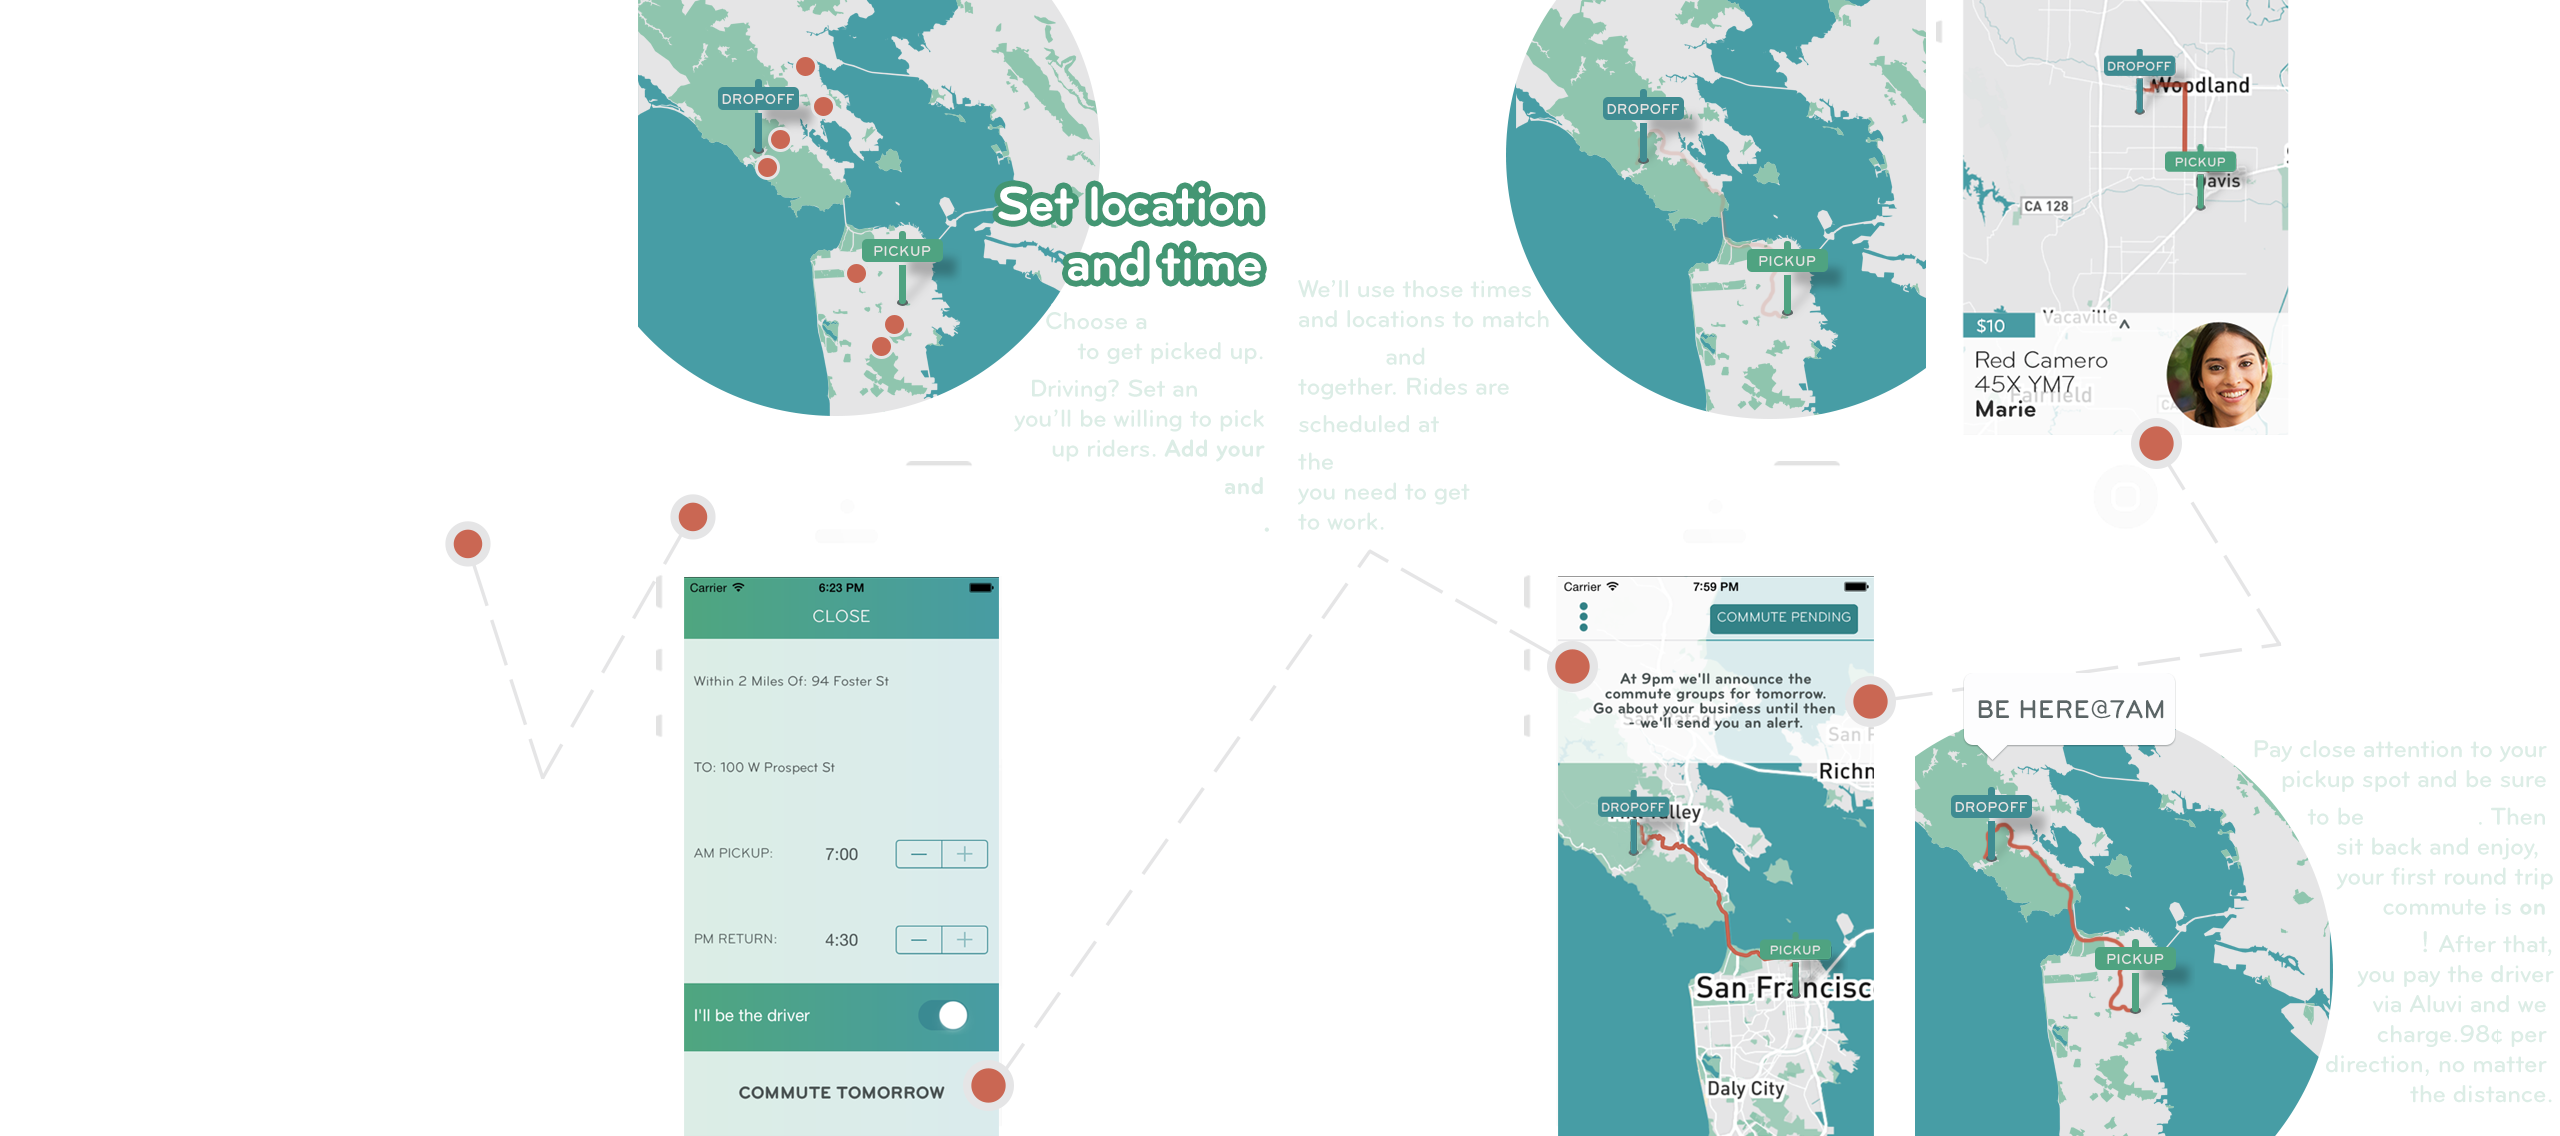 DROPOFF
PICKUP
Set location
and time
Choose a
to get picked up.
Driving? Set an
you'll be willing to pick
up riders. Add your
and
.
We'll use those times
and locations to match
and
together. Rides are
scheduled at
the
you need to get
to work.
DROPOFF
PICKUP
DROPOFF
Woodland
PICKUP
Davis
CA 128
Vacaville
$10
Red Camero
45X YM7
Fairfield
Marie
Carrier 6:23 PM
CLOSE
Within 2 Miles Of: 94 Foster St
TO: 100 W Prospect St
AM PICKUP: 7:00 − +
PM RETURN: 4:30 − +
I'll be the driver
COMMUTE TOMORROW
Carrier 7:59 PM
COMMUTE PENDING
At 9pm we'll announce the
commute groups for tomorrow.
Go about your business until then
- we'll send you an alert.
San Rafael
San F
Richn
DROPOFF
Mill Valley
PICKUP
San Francisc
Daly City
BE HERE@7AM
DROPOFF
PICKUP
Pay close attention to your
pickup spot and be sure
to be . Then
sit back and enjoy,
your first round trip
commute is on
! After that,
you pay the driver
via Aluvi and we
charge.98¢ per
direction, no matter
the distance.